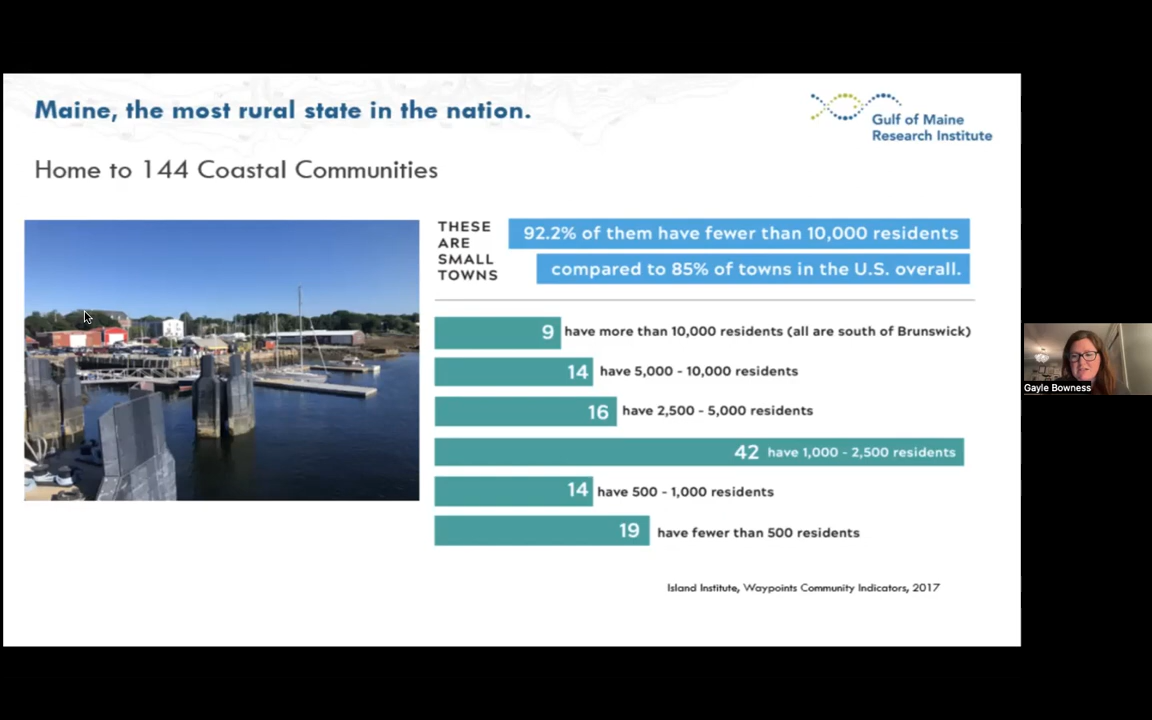 Maine, the most rural state in the nation.
Gulf of Maine
Research Institute
Home to 144 Coastal Communities
THESE
ARE
SMALL
TOWNS
92.2% of them have fewer than 10,000 residents
compared to 85% of towns in the U.S. overall.
9 have more than 10,000 residents (all are south of Brunswick)
14 have 5,000 - 10,000 residents
16 have 2,500 - 5,000 residents
42 have 1,000 - 2,500 residents
14 have 500 - 1,000 residents
19 have fewer than 500 residents
Island Institute, Waypoints Community Indicators, 2017
Gayle Bowness